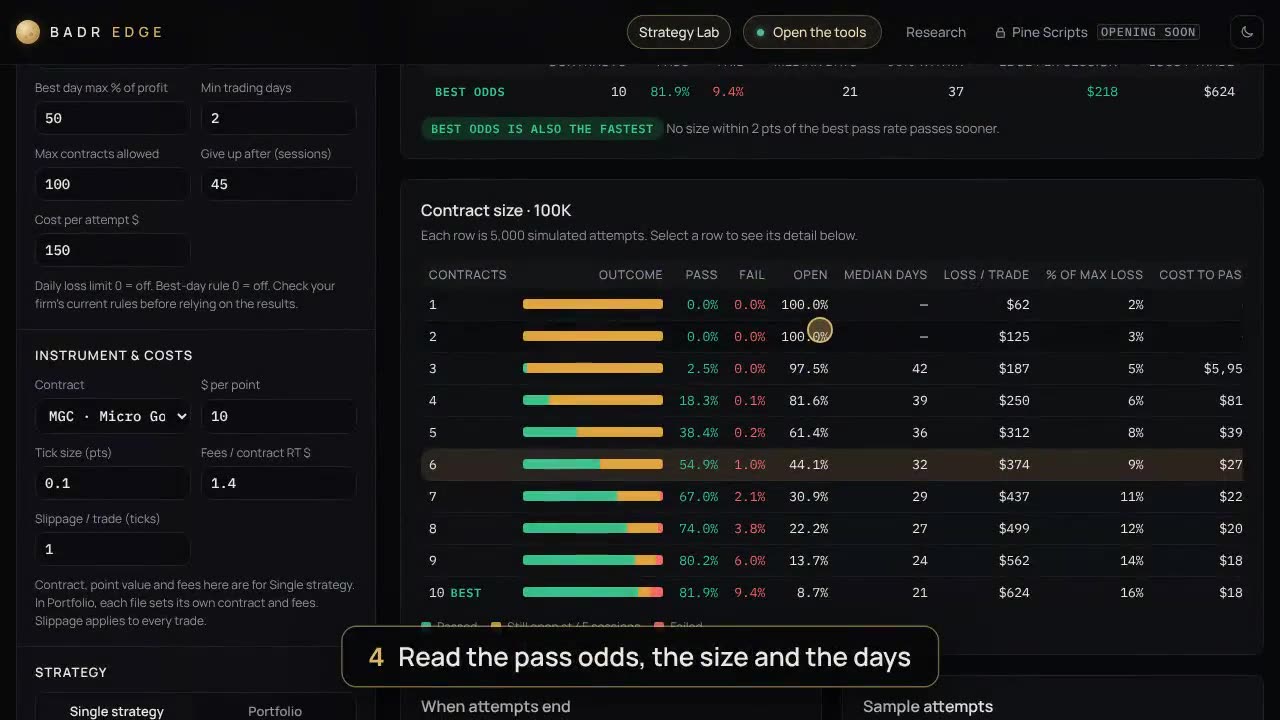 BADR EDGE
Strategy Lab
Open the tools
Research
Pine Scripts OPENING SOON
Best day max % of profit
Min trading days
50
2
Max contracts allowed
Give up after (sessions)
100
45
Cost per attempt $
150
Daily loss limit 0 = off. Best-day rule 0 = off. Check your
firm's current rules before relying on the results.
INSTRUMENT & COSTS
Contract
$ per point
MGC · Micro Go
10
Tick size (pts)
Fees / contract RT $
0.1
1.4
Slippage / trade (ticks)
1
Contract, point value and fees here are for Single strategy.
In Portfolio, each file sets its own contract and fees.
Slippage applies to every trade.
STRATEGY
Single strategy
Portfolio
BEST ODDS 10 81.9% 9.4% 21 37 $218 $624
BEST ODDS IS ALSO THE FASTEST No size within 2 pts of the best pass rate passes sooner.
Contract size · 100K
Each row is 5,000 simulated attempts. Select a row to see its detail below.
CONTRACTS OUTCOME PASS FAIL OPEN MEDIAN DAYS LOSS / TRADE % OF MAX LOSS COST TO PAS
1 0.0% 0.0% 100.0% — $62 2%
2 0.0% 0.0% 100.0% — $125 3%
3 2.5% 0.0% 97.5% 42 $187 5% $5,95
4 18.3% 0.1% 81.6% 39 $250 6% $81
5 38.4% 0.2% 61.4% 36 $312 8% $39
6 54.9% 1.0% 44.1% 32 $374 9% $27
7 67.0% 2.1% 30.9% 29 $437 11% $22
8 74.0% 3.8% 22.2% 27 $499 12% $20
9 80.2% 6.0% 13.7% 24 $562 14% $18
10 BEST 81.9% 9.4% 8.7% 21 $624 16% $18
4 Read the pass odds, the size and the days
When attempts end
Sample attempts